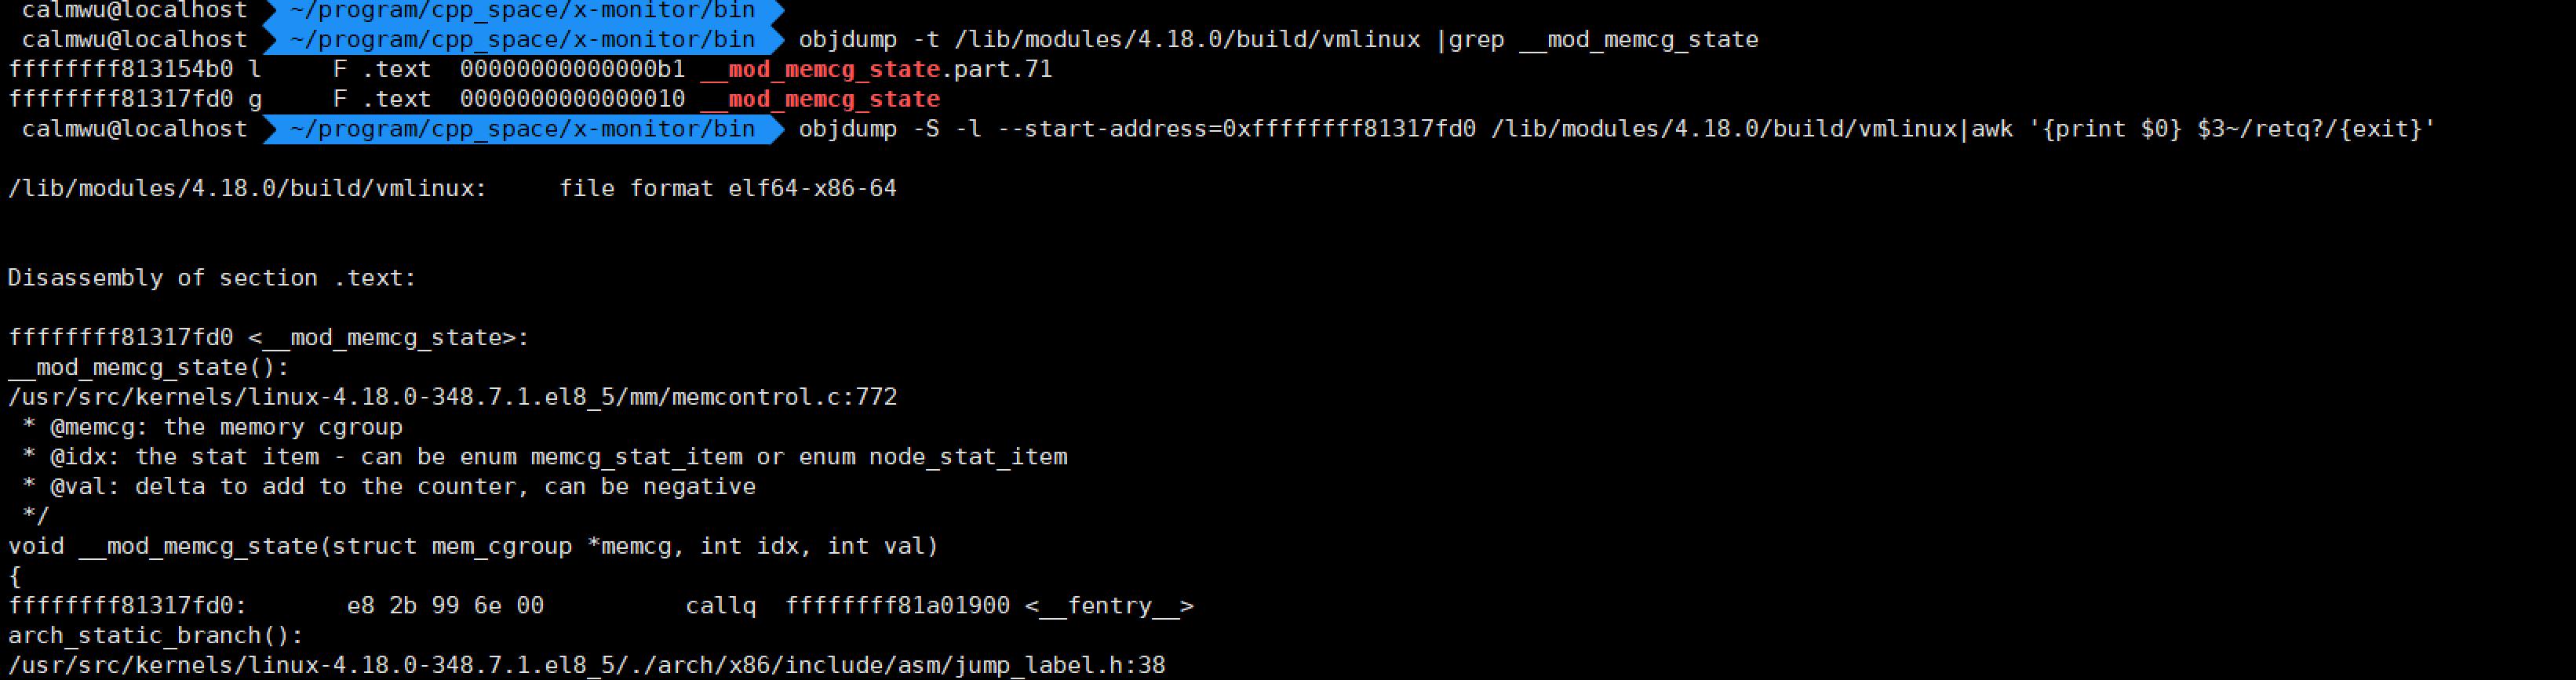 calmwu@localhost ~/program/cpp_space/x-monitor/bin
calmwu@localhost ~/program/cpp_space/x-monitor/bin objdump -t /lib/modules/4.18.0/build/vmlinux |grep __mod_memcg_state
ffffffff813154b0 l     F .text  00000000000000b1 __mod_memcg_state.part.71
ffffffff81317fd0 g     F .text  0000000000000010 __mod_memcg_state
calmwu@localhost ~/program/cpp_space/x-monitor/bin objdump -S -l --start-address=0xffffffff81317fd0 /lib/modules/4.18.0/build/vmlinux|awk '{print $0} $3~/retq?/{exit}'
/lib/modules/4.18.0/build/vmlinux:     file format elf64-x86-64
Disassembly of section .text:
ffffffff81317fd0 <__mod_memcg_state>:
__mod_memcg_state():
/usr/src/kernels/linux-4.18.0-348.7.1.el8_5/mm/memcontrol.c:772
 * @memcg: the memory cgroup
 * @idx: the stat item - can be enum memcg_stat_item or enum node_stat_item
 * @val: delta to add to the counter, can be negative
 */
void __mod_memcg_state(struct mem_cgroup *memcg, int idx, int val)
{
ffffffff81317fd0:       e8 2b 99 6e 00          callq  ffffffff81a01900 <__fentry__>
arch_static_branch():
/usr/src/kernels/linux-4.18.0-348.7.1.el8_5/./arch/x86/include/asm/jump_label.h:38